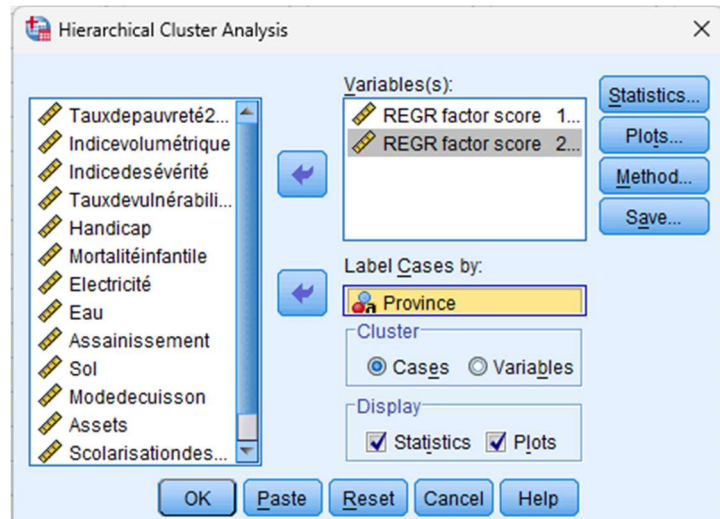 Hierarchical Cluster Analysis
Tauxdepauvreté2...
Indicevolumétrique
Indicedesévérité
Tauxdevulnérabili...
Handicap
Mortalitéinfantile
Electricité
Eau
Assainissement
Sol
Modedecuisson
Assets
Scolarisationdes...
Variables(s):
REGR factor score 1...
REGR factor score 2...
Label Cases by:
Province
Cluster
Cases Variables
Display
Statistics Plots
Statistics...
Plots...
Method...
Save...
OK Paste Reset Cancel Help